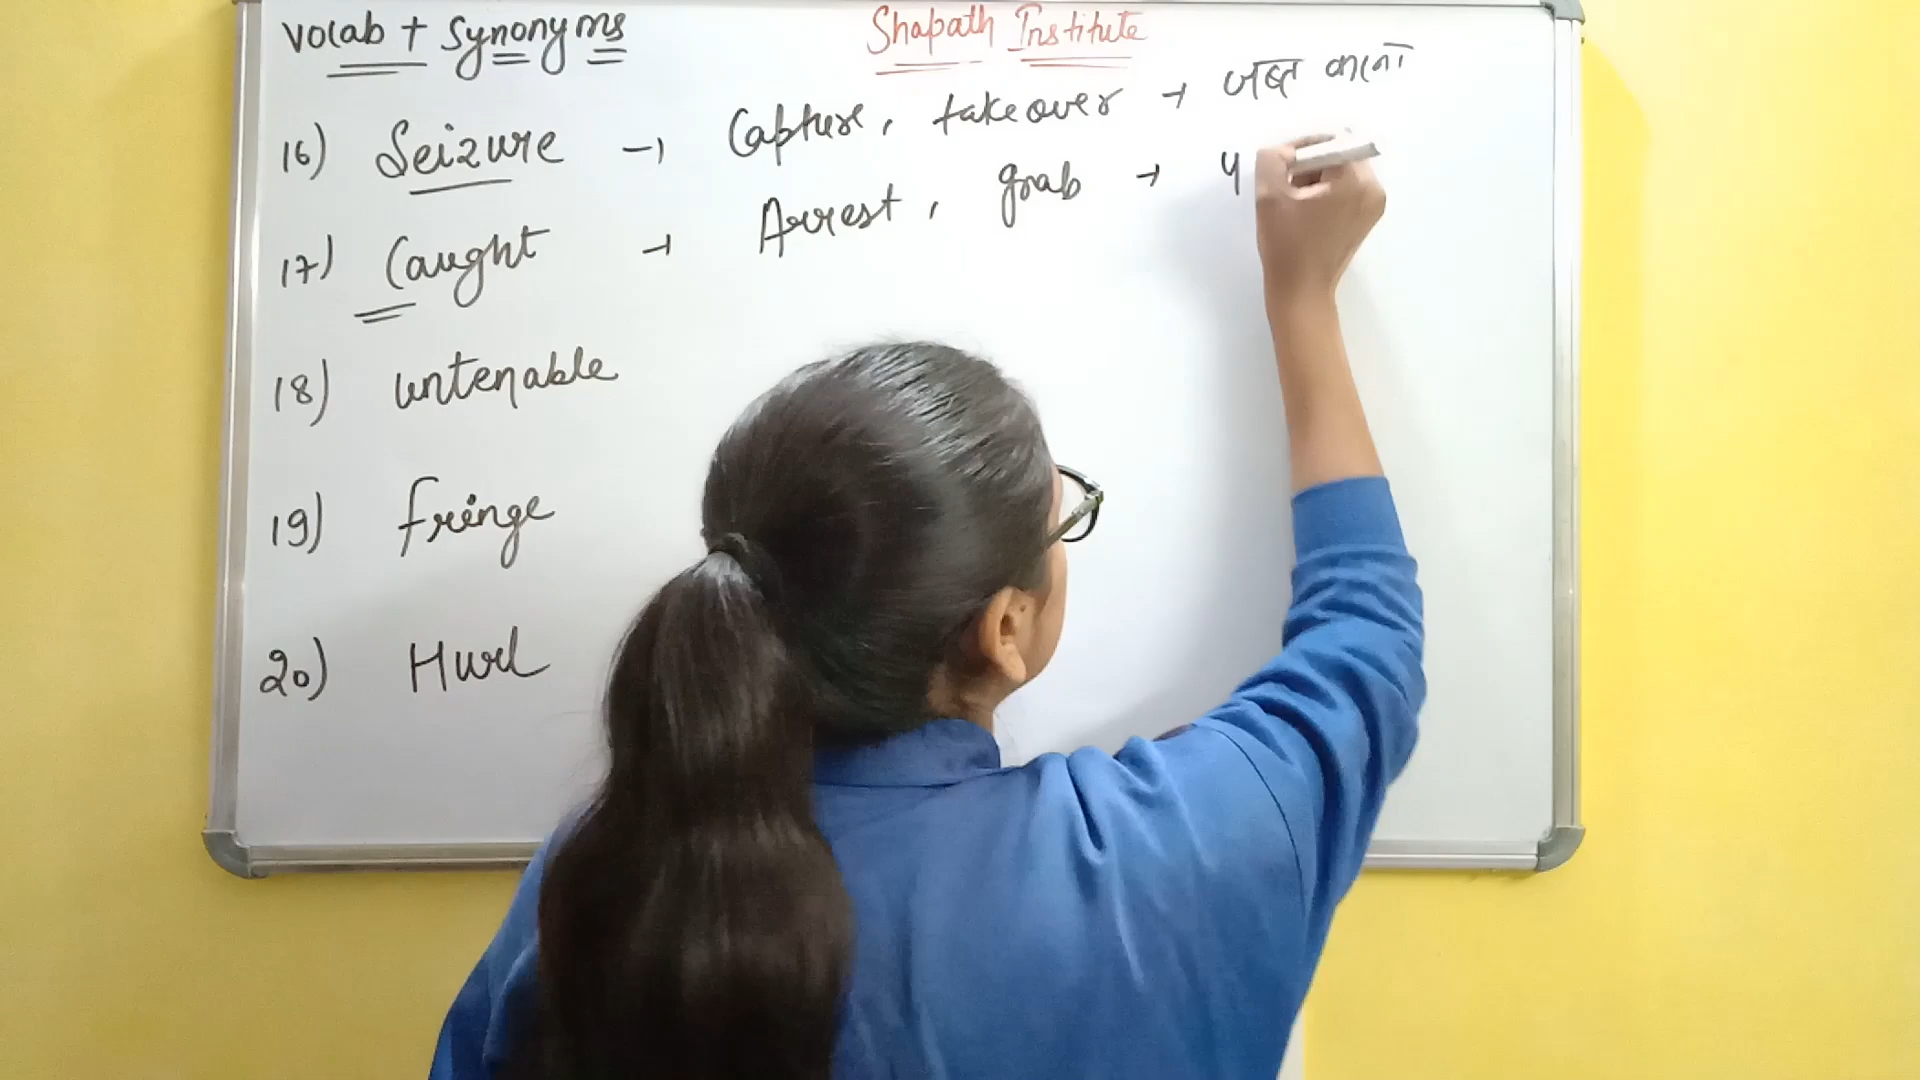 Vocab + Synonyms
Shapath Institute
16) Seizure → Capture, takeover → जब्त करना
17) Caught → Arrest, grab → प
18) untenable
19) fringe
20) Hurl